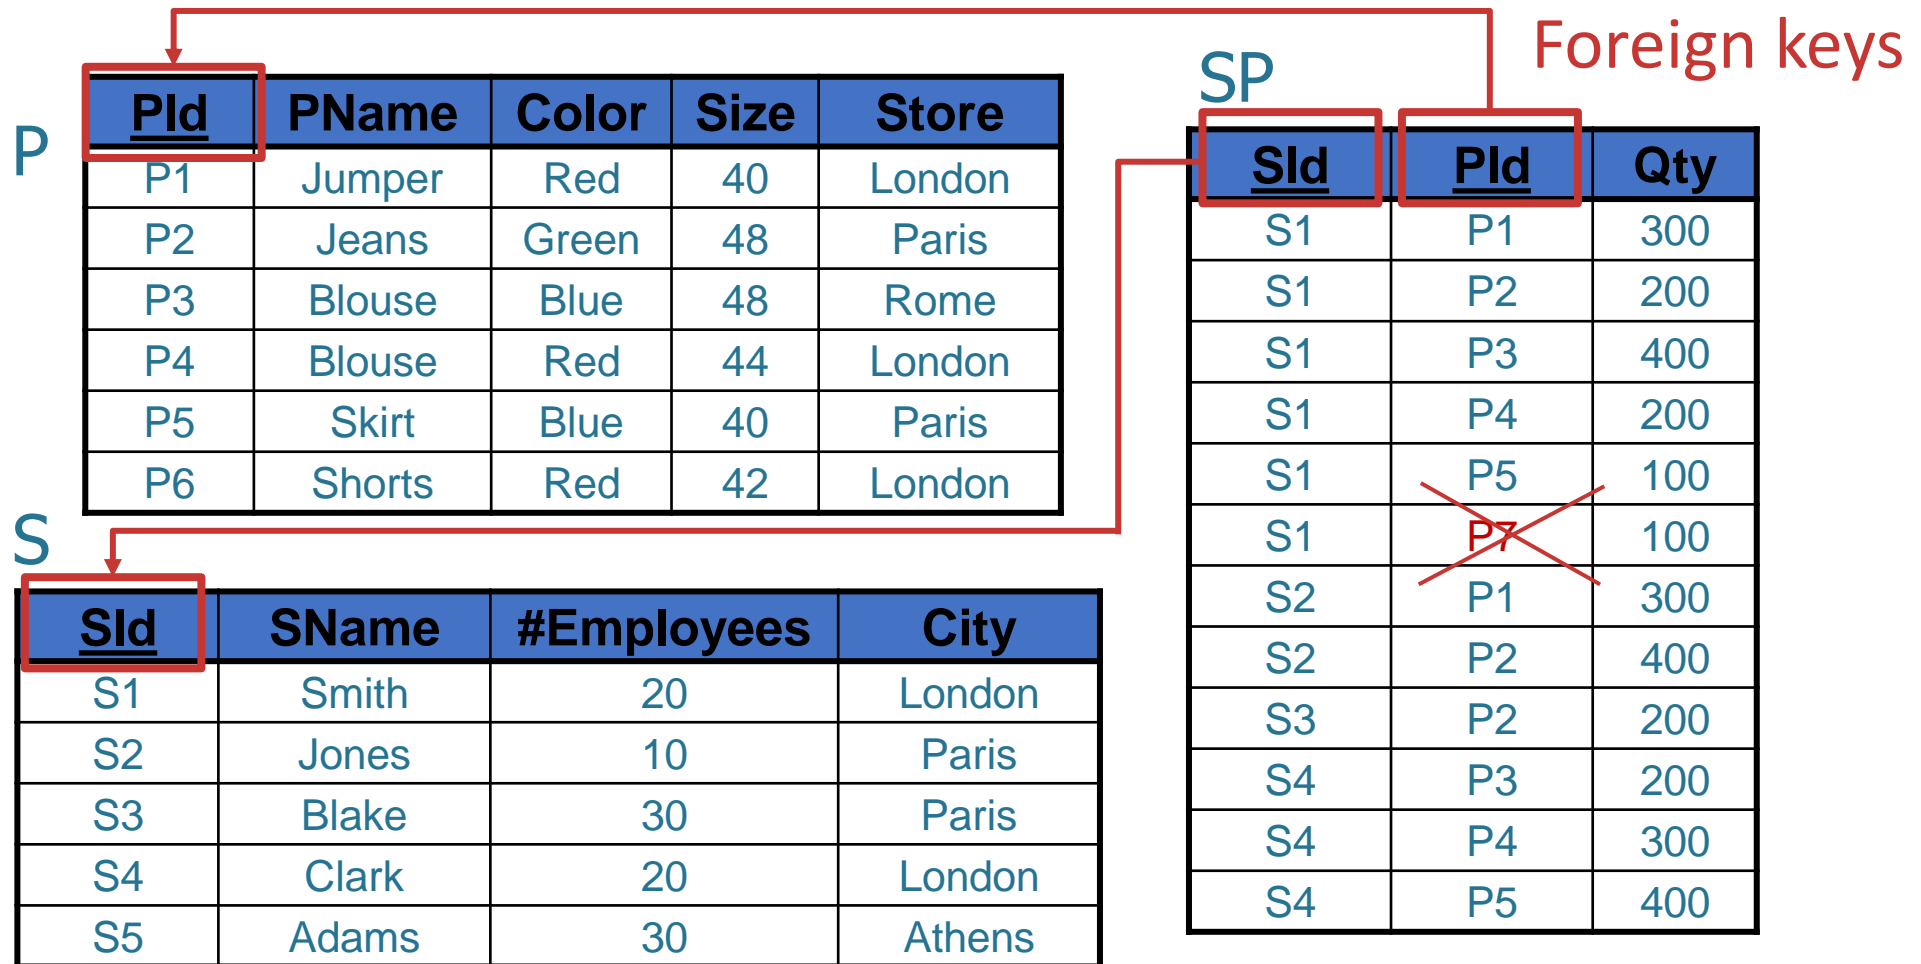 Foreign keys
P
PId PName Color Size Store
P1 Jumper Red 40 London
P2 Jeans Green 48 Paris
P3 Blouse Blue 48 Rome
P4 Blouse Red 44 London
P5 Skirt Blue 40 Paris
P6 Shorts Red 42 London
S
SId SName #Employees City
S1 Smith 20 London
S2 Jones 10 Paris
S3 Blake 30 Paris
S4 Clark 20 London
S5 Adams 30 Athens
SP
SId PId Qty
S1 P1 300
S1 P2 200
S1 P3 400
S1 P4 200
S1 P5 100
S1 P7 100
S2 P1 300
S2 P2 400
S3 P2 200
S4 P3 200
S4 P4 300
S4 P5 400